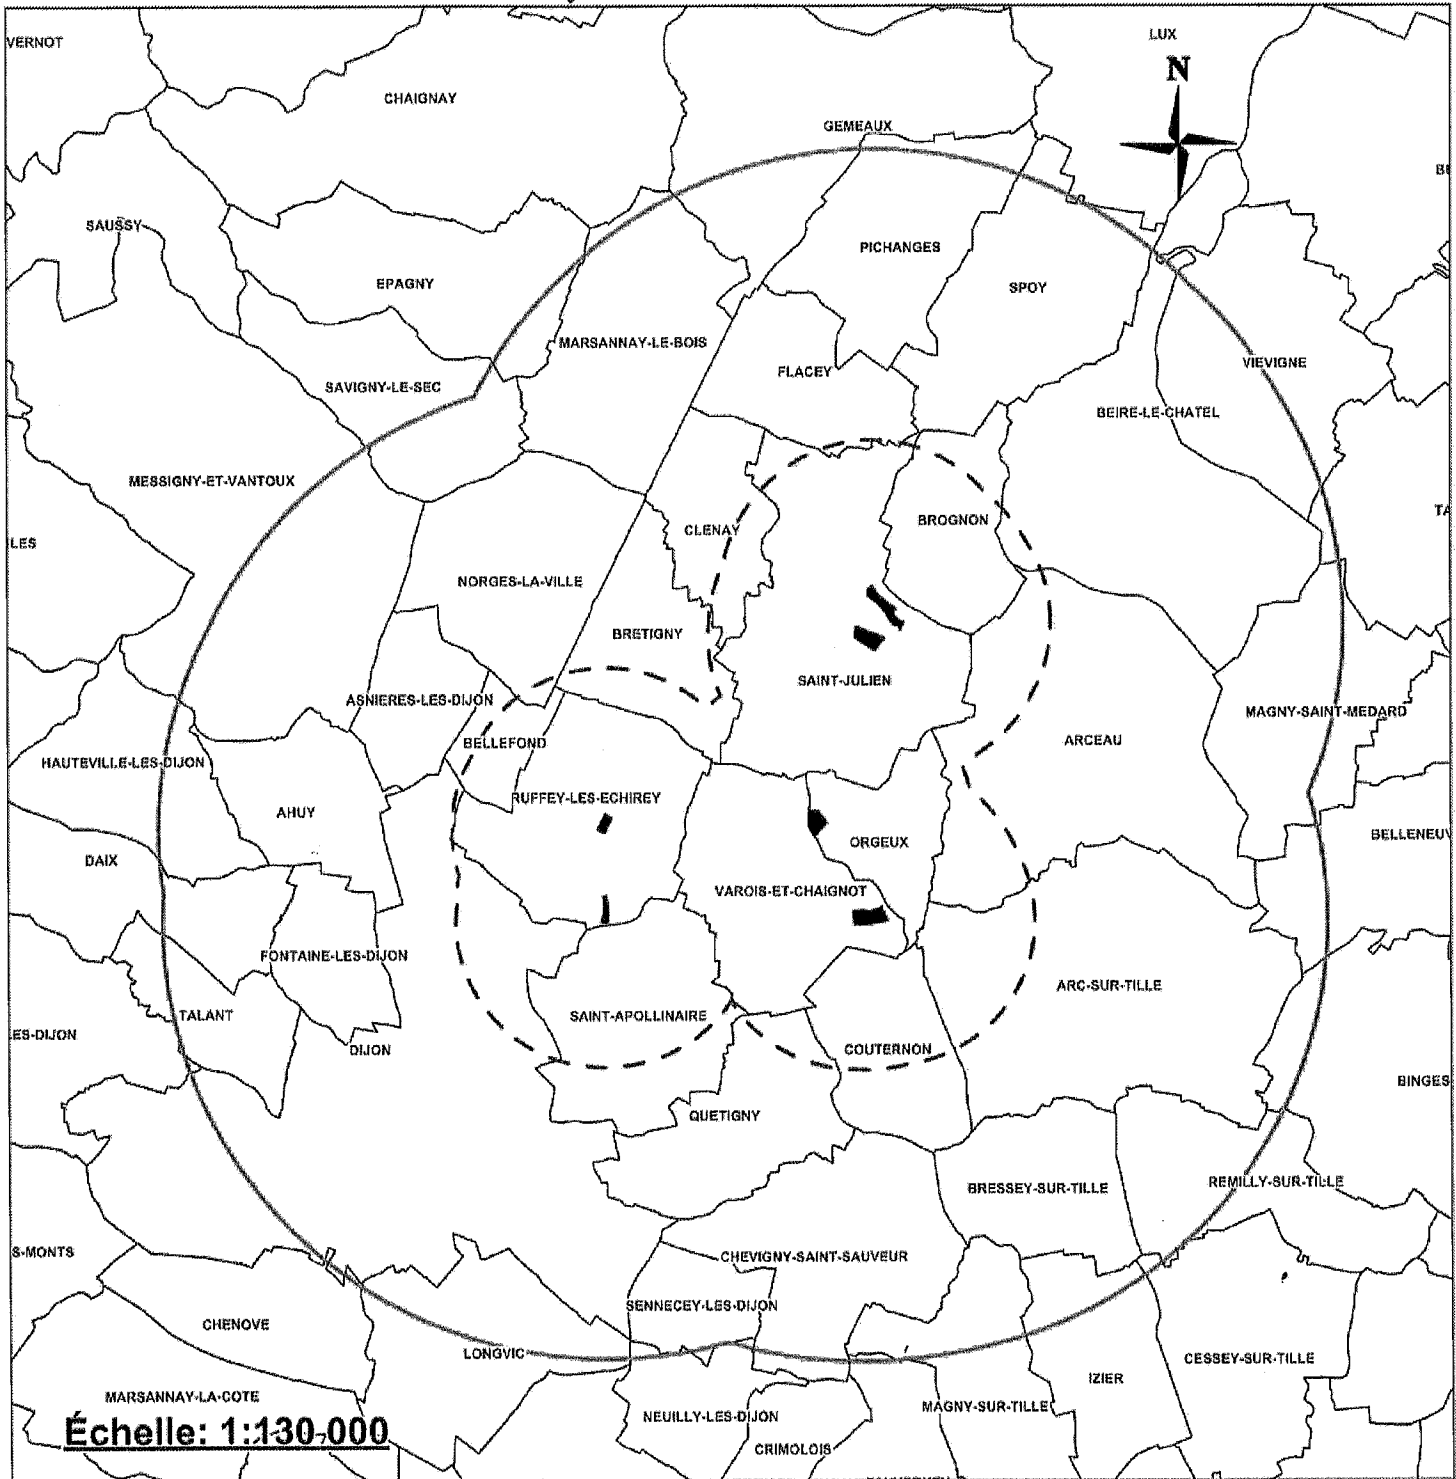 VERNOT
LUX
N
CHAIGNAY
GEMEAUX
SAUSSY
PICHANGES
EPAGNY
SPOY
MARSANNAY-LE-BOIS
VIEVIGNE
FLACEY
SAVIGNY-LE-SEC
BEIRE-LE-CHATEL
MESSIGNY-ET-VANTOUX
TA
BROGNON
CLENAY
LES
NORGES-LA-VILLE
BRETIGNY
SAINT-JULIEN
ASNIERES-LES-DIJON
MAGNY-SAINT-MEDARD
BELLEFOND
ARCEAU
HAUTEVILLE-LES-DIJON
RUFFEY-LES-ECHIREY
AHUY
BELLENEUV
ORGEUX
DAIX
VAROIS-ET-CHAIGNOT
FONTAINE-LES-DIJON
ARC-SUR-TILLE
TALANT
SAINT-APOLLINAIRE
ES-DIJON
DIJON
COUTERNON
BINGES
QUETIGNY
REMILLY-SUR-TILLE
BRESSEY-SUR-TILLE
S-MONTS
CHEVIGNY-SAINT-SAUVEUR
SENNECEY-LES-DIJON
CHENOVE
LONGVIC
CESSEY-SUR-TILLE
IZIER
MARSANNAY-LA-COTE
MAGNY-SUR-TILLE
NEUILLY-LES-DIJON
Échelle: 1:130 000
CRIMOLOIS